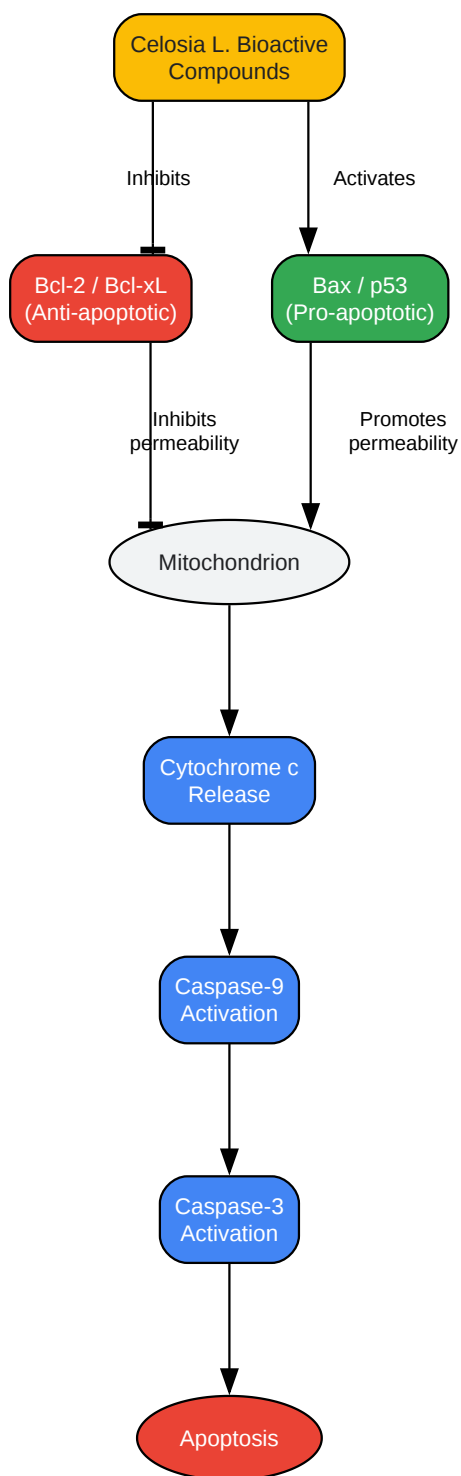 Celosia L. Bioactive
Compounds
Inhibits
Activates
Bcl-2 / Bcl-xL
(Anti-apoptotic)
Bax / p53
(Pro-apoptotic)
Inhibits
permeability
Promotes
permeability
Mitochondrion
Cytochrome c
Release
Caspase-9
Activation
Caspase-3
Activation
Apoptosis